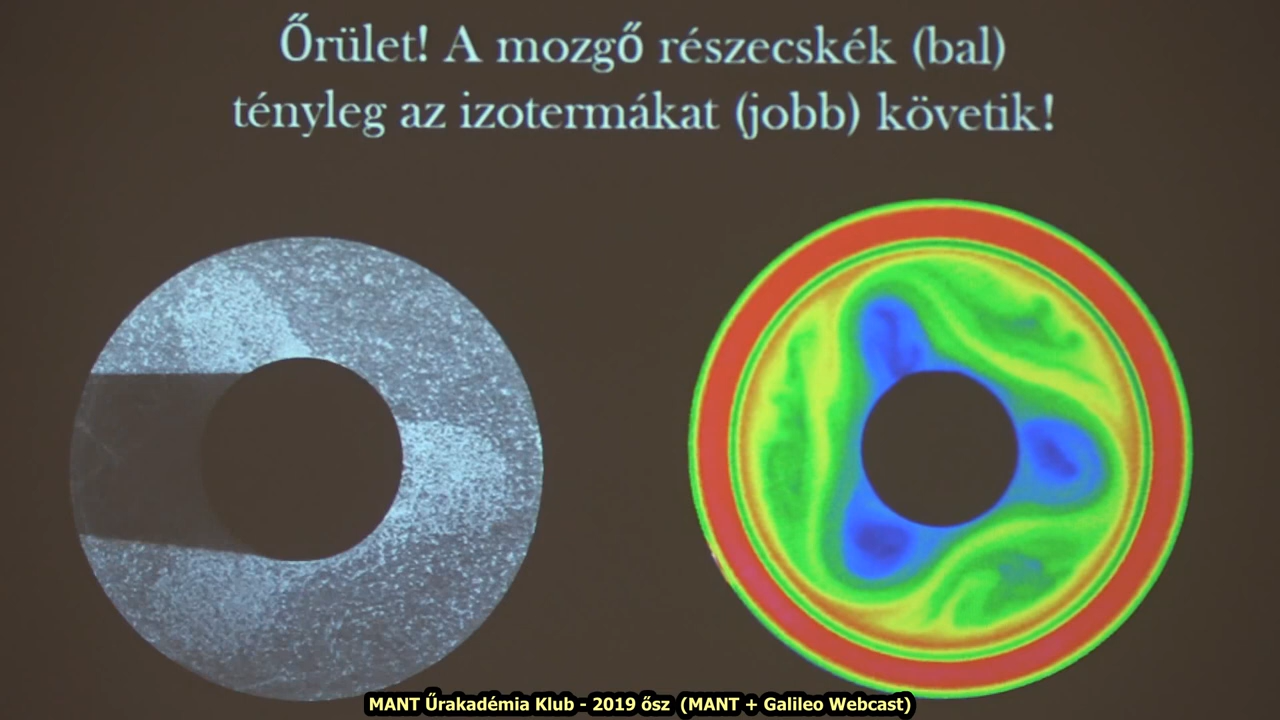 Őrület! A mozgő részecskék (bal)
tényleg az izotermákat (jobb) követik!
MANT Űrakadémia Klub - 2019 ősz (MANT + Galileo Webcast)